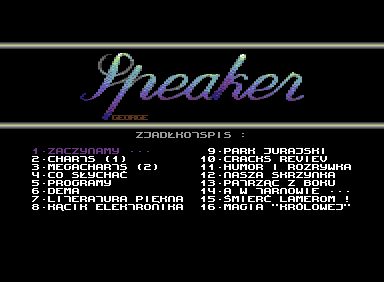 Speaker
GEORGE
ZJADŁKOTSPIS :
1·ZACZYNAMY ···
2·CHARTS (1)
3·MEGACHARTS (2)
4·CO SŁYCHAĆ
5·PROGRAMY
6·DEMA
7·LITERATURA PIĘKNA
8·KĄCIK ELEKTRONIKA
9·PARK JURAJSKI
10·CRACKS REVIEV
11·HUMOR I ROZRYWKA
12·NASZA SKRZYNKA
13·PATRZĄC Z BOKU
14·A W TARNOWIE ···
15·ŚMIERĆ LAMEROM !
16·MAGIA "KRÓLOWEJ"